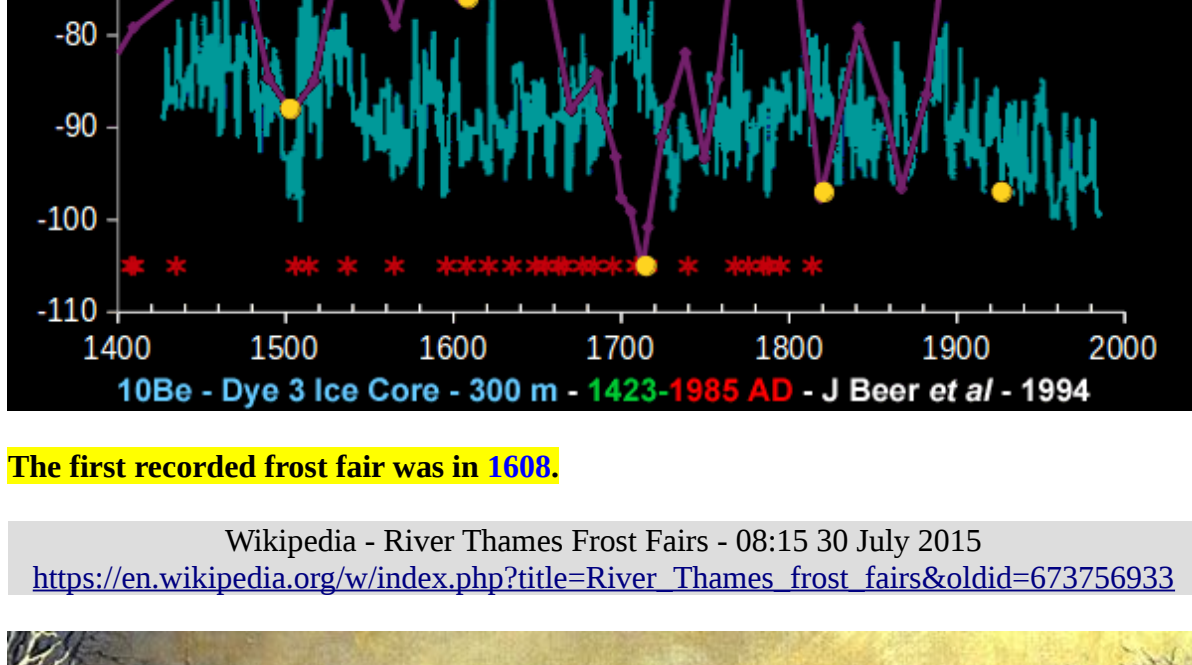 -80
-90
-100
-110
1400 1500 1600 1700 1800 1900 2000
10Be - Dye 3 Ice Core - 300 m - 1423-1985 AD - J Beer et al - 1994
The first recorded frost fair was in 1608.
Wikipedia - River Thames Frost Fairs - 08:15 30 July 2015
https://en.wikipedia.org/w/index.php?title=River_Thames_frost_fairs&oldid=673756933